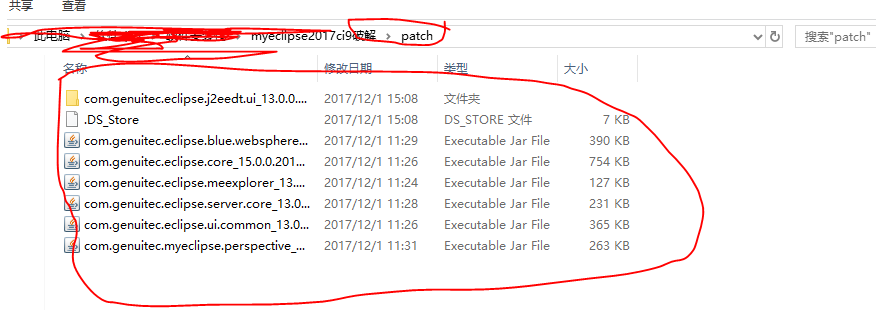 共享 查看
此电脑 myeclipse2017ci9破解 patch 搜索"patch"
名称 修改日期 类型 大小
com.genuitec.eclipse.j2eedt.ui_13.0.0.... 2017/12/1 15:08 文件夹
.DS_Store 2017/12/1 15:08 DS_STORE 文件 7 KB
com.genuitec.eclipse.blue.websphere... 2017/12/1 11:29 Executable Jar File 390 KB
com.genuitec.eclipse.core_15.0.0.201... 2017/12/1 11:26 Executable Jar File 754 KB
com.genuitec.eclipse.meexplorer_13.... 2017/12/1 11:24 Executable Jar File 127 KB
com.genuitec.eclipse.server.core_13.0... 2017/12/1 11:28 Executable Jar File 231 KB
com.genuitec.eclipse.ui.common_13.0... 2017/12/1 11:26 Executable Jar File 365 KB
com.genuitec.myeclipse.perspective_... 2017/12/1 11:31 Executable Jar File 263 KB